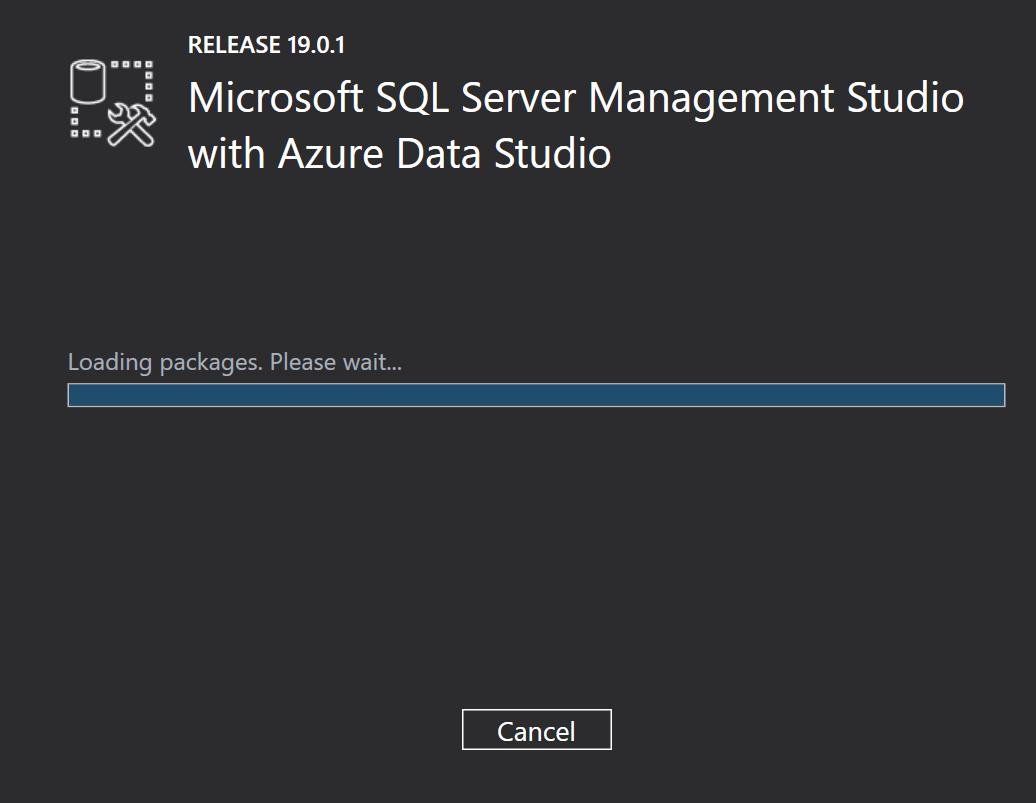 RELEASE 19.0.1
Microsoft SQL Server Management Studio
with Azure Data Studio
Loading packages. Please wait...
Cancel